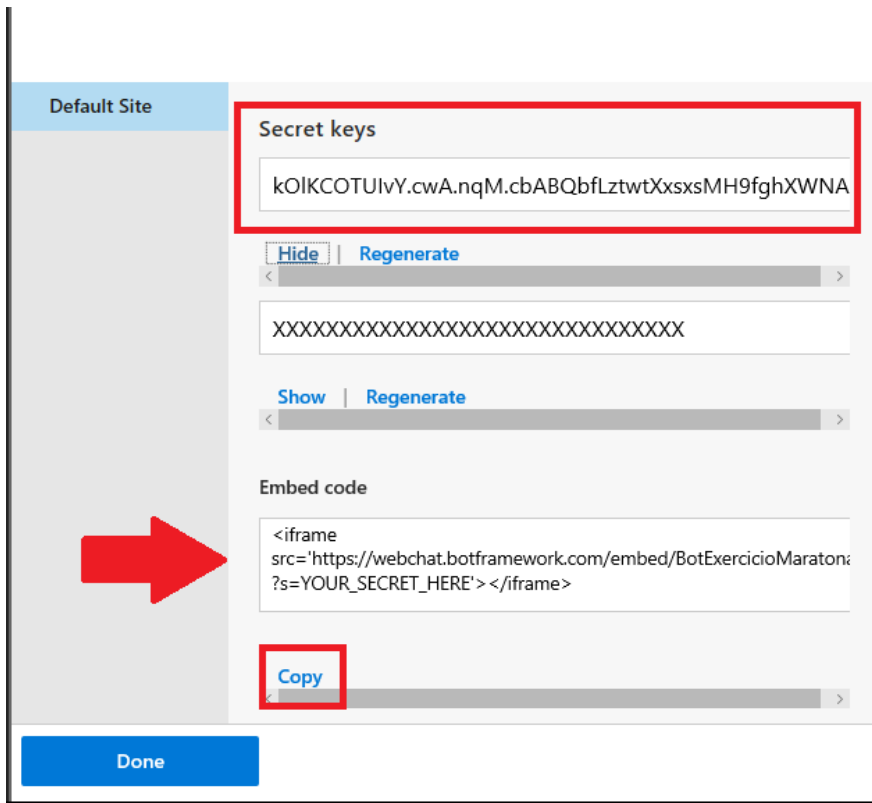 Default Site
Secret keys
kOlKCOTUIvY.cwA.nqM.cbABQbfLztwtXxsxsMH9fghXWNA
Hide | Regenerate
XXXXXXXXXXXXXXXXXXXXXXXXXXXXXXX
Show | Regenerate
Embed code
<iframe
src='https://webchat.botframework.com/embed/BotExercicioMaratona
?s=YOUR_SECRET_HERE'></iframe>
Copy
Done